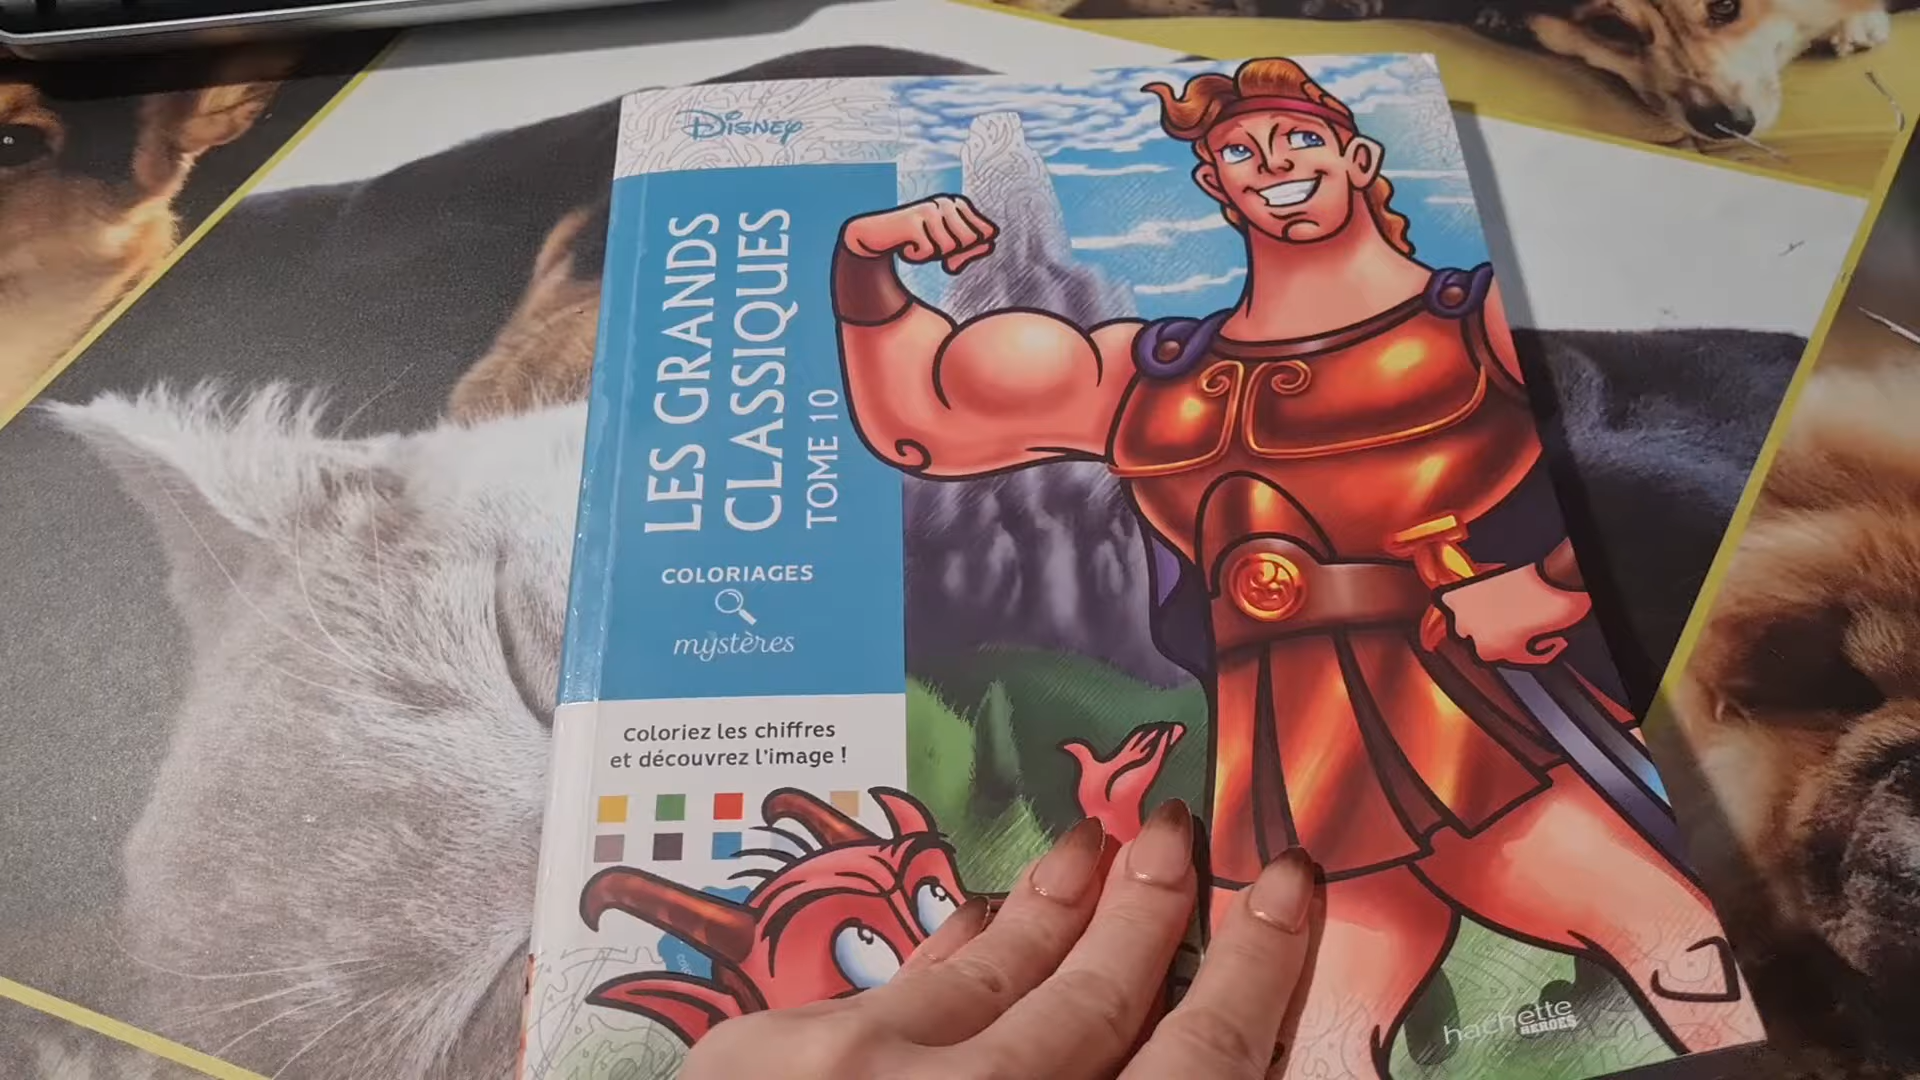 Disney
LES GRANDS
CLASSIQUES
TOME 10
COLORIAGES
mystères
Coloriez les chiffres
et découvrez l'image !
hachette
HEROES